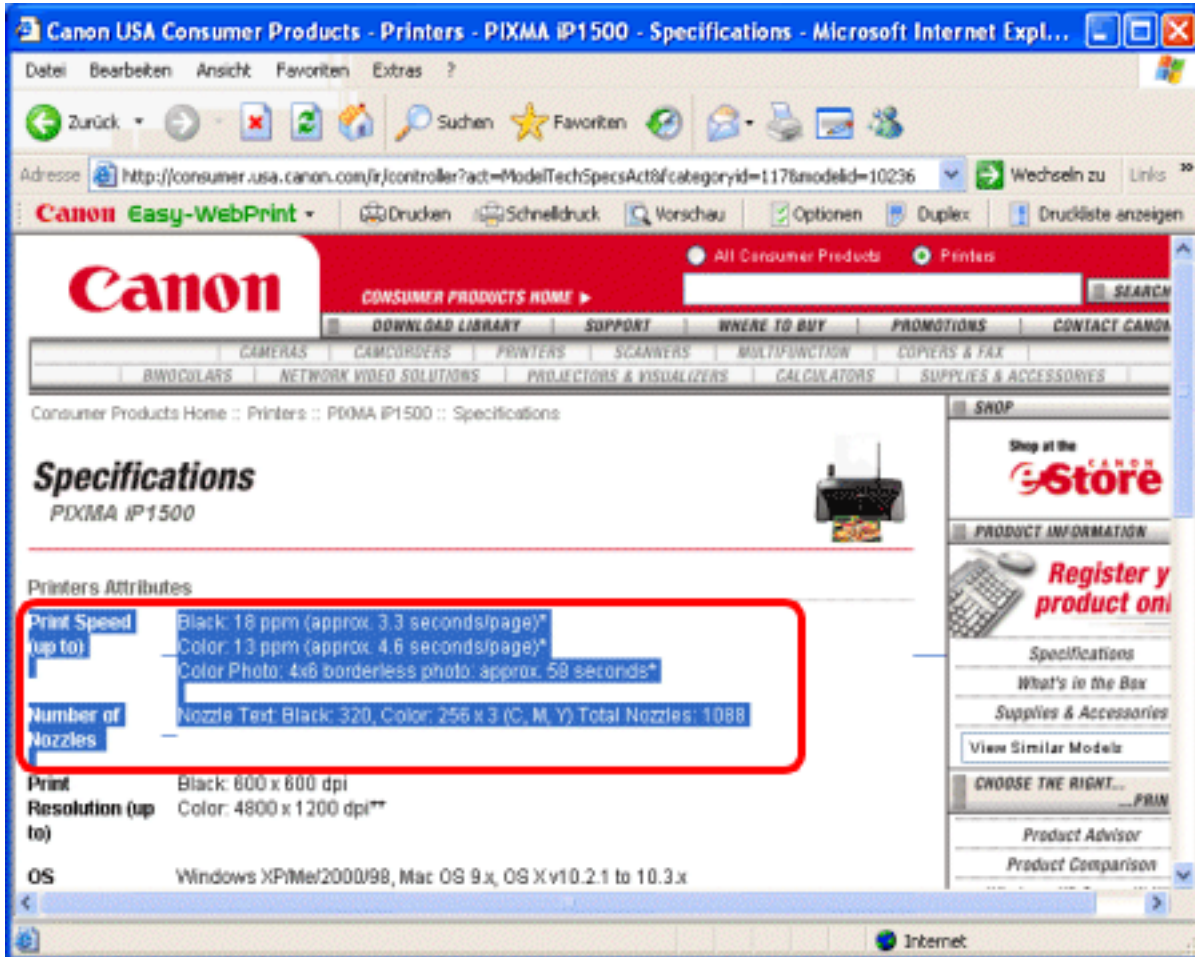 Canon USA Consumer Products - Printers - PIXMA iP1500 - Specifications - Microsoft Internet Expl...
Datei Bearbeiten Ansicht Favoriten Extras ?
Zurück Suchen Favoriten
Adresse http://consumer.usa.canon.com/ir/controller?act=ModelTechSpecsAct&fcategoryid=117&modelid=10236 Wechseln zu Links »
Canon Easy-WebPrint Drucken Schnelldruck Vorschau Optionen Duplex Druckliste anzeigen
All Consumer Products Printers
Canon CONSUMER PRODUCTS HOME SEARCH
DOWNLOAD LIBRARY | SUPPORT | WHERE TO BUY | PROMOTIONS | CONTACT CANON
CAMERAS | CAMCORDERS | PRINTERS | SCANNERS | MULTIFUNCTION | COPIERS & FAX |
BINOCULARS | NETWORK VIDEO SOLUTIONS | PROJECTORS & VISUALIZERS | CALCULATORS | SUPPLIES & ACCESSORIES
Consumer Products Home :: Printers :: PIXMA iP1500 :: Specifications
Specifications
PIXMA iP1500
Printers Attributes
Print Speed (up to) Black: 18 ppm (approx. 3.3 seconds/page)*
Color: 13 ppm (approx. 4.6 seconds/page)*
Color Photo: 4x6 borderless photo: approx. 58 seconds*
Number of Nozzles Nozzle Text: Black: 320, Color: 256 x 3 (C, M, Y) Total Nozzles: 1088
Print Resolution (up to) Black: 600 x 600 dpi
Color: 4800 x 1200 dpi**
OS Windows XP/Me/2000/98, Mac OS 9.x, OS X v10.2.1 to 10.3.x
SHOP
Shop at the
CANON
eStore
PRODUCT INFORMATION
Register y
product onl
Specifications
What's in the Box
Supplies & Accessories
View Similar Models
CHOOSE THE RIGHT...
...PRIN
Product Advisor
Product Comparison
Internet